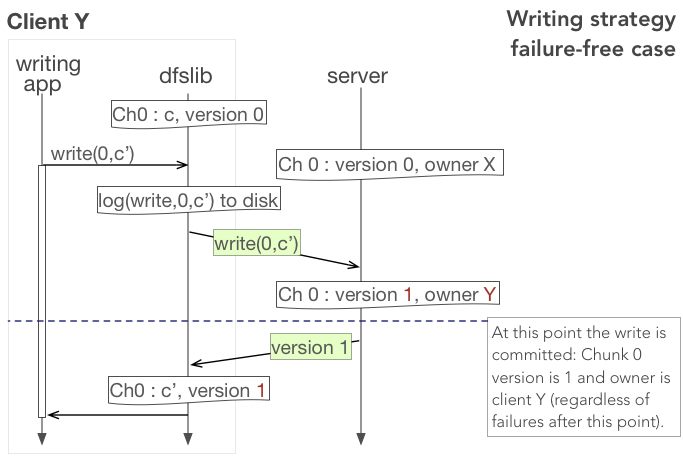 Client Y
Writing strategy
failure-free case
writing
app
dfslib
server
Ch0 : c, version 0
write(0,c’)
Ch 0 : version 0, owner X
log(write,0,c’) to disk
write(0,c’)
Ch 0 : version 1, owner Y
At this point the write is
committed: Chunk 0
version is 1 and owner is
client Y (regardless of
failures after this point).
version 1
Ch0 : c’, version 1